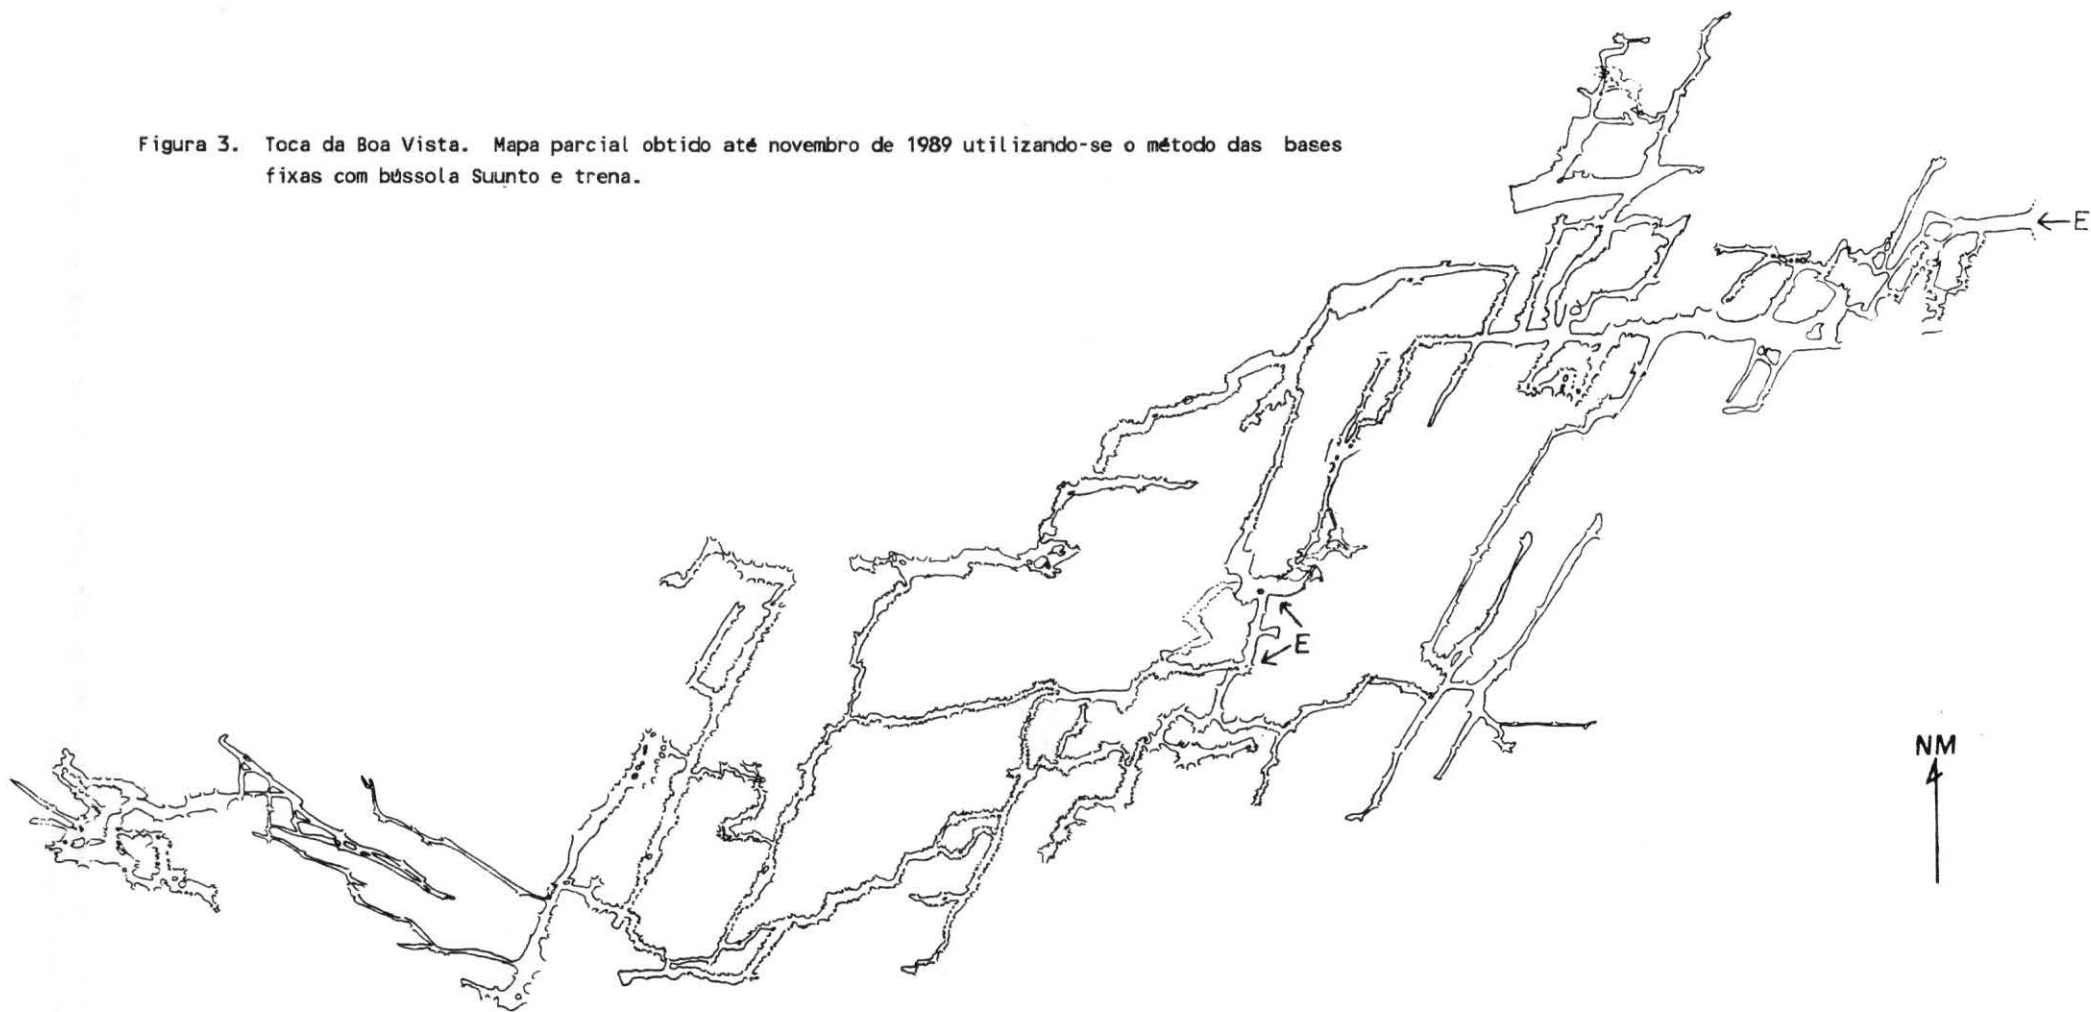 Figura 3. Toca da Boa Vista. Mapa parcial obtido até novembro de 1989 utilizando-se o método das bases
fixas com bússola Suunto e trena.
E
E
NM